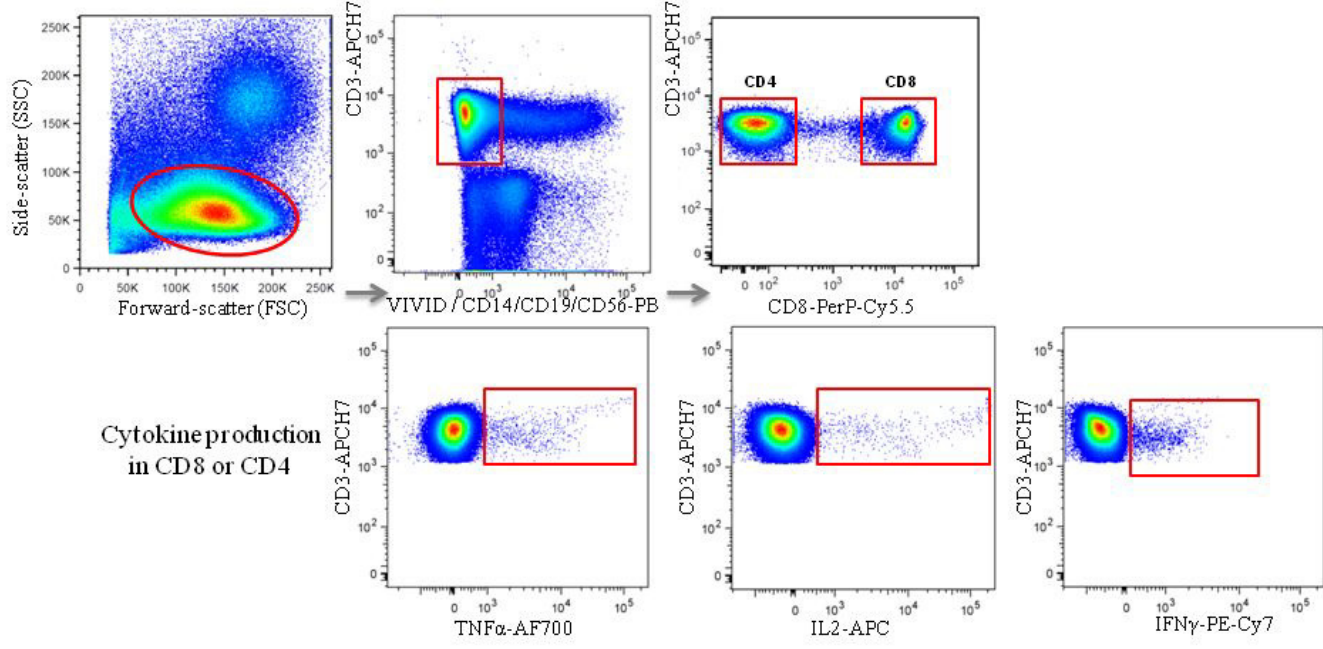 Side-scatter (SSC)
250K
200K
150K
100K
50K
0
0 50K 100K 150K 200K 250K
Forward-scatter (FSC)
CD3-APCH7
10^5
10^4
10^3
10^2
0
0 10^3 10^4 10^5
VIVID / CD14/CD19/CD56-PB
CD3-APCH7
10^5
10^4
10^3
10^2
0
CD4 CD8
0 10^2 10^3 10^4 10^5
CD8-PerP-Cy5.5
Cytokine production
in CD8 or CD4
CD3-APCH7
10^5
10^4
10^3
10^2
0
0 10^3 10^4 10^5
TNFα-AF700
CD3-APCH7
10^5
10^4
10^3
10^2
0
0 10^3 10^4 10^5
IL2-APC
CD3-APCH7
10^5
10^4
10^3
10^2
0
0 10^3 10^4 10^5
IFNγ-PE-Cy7